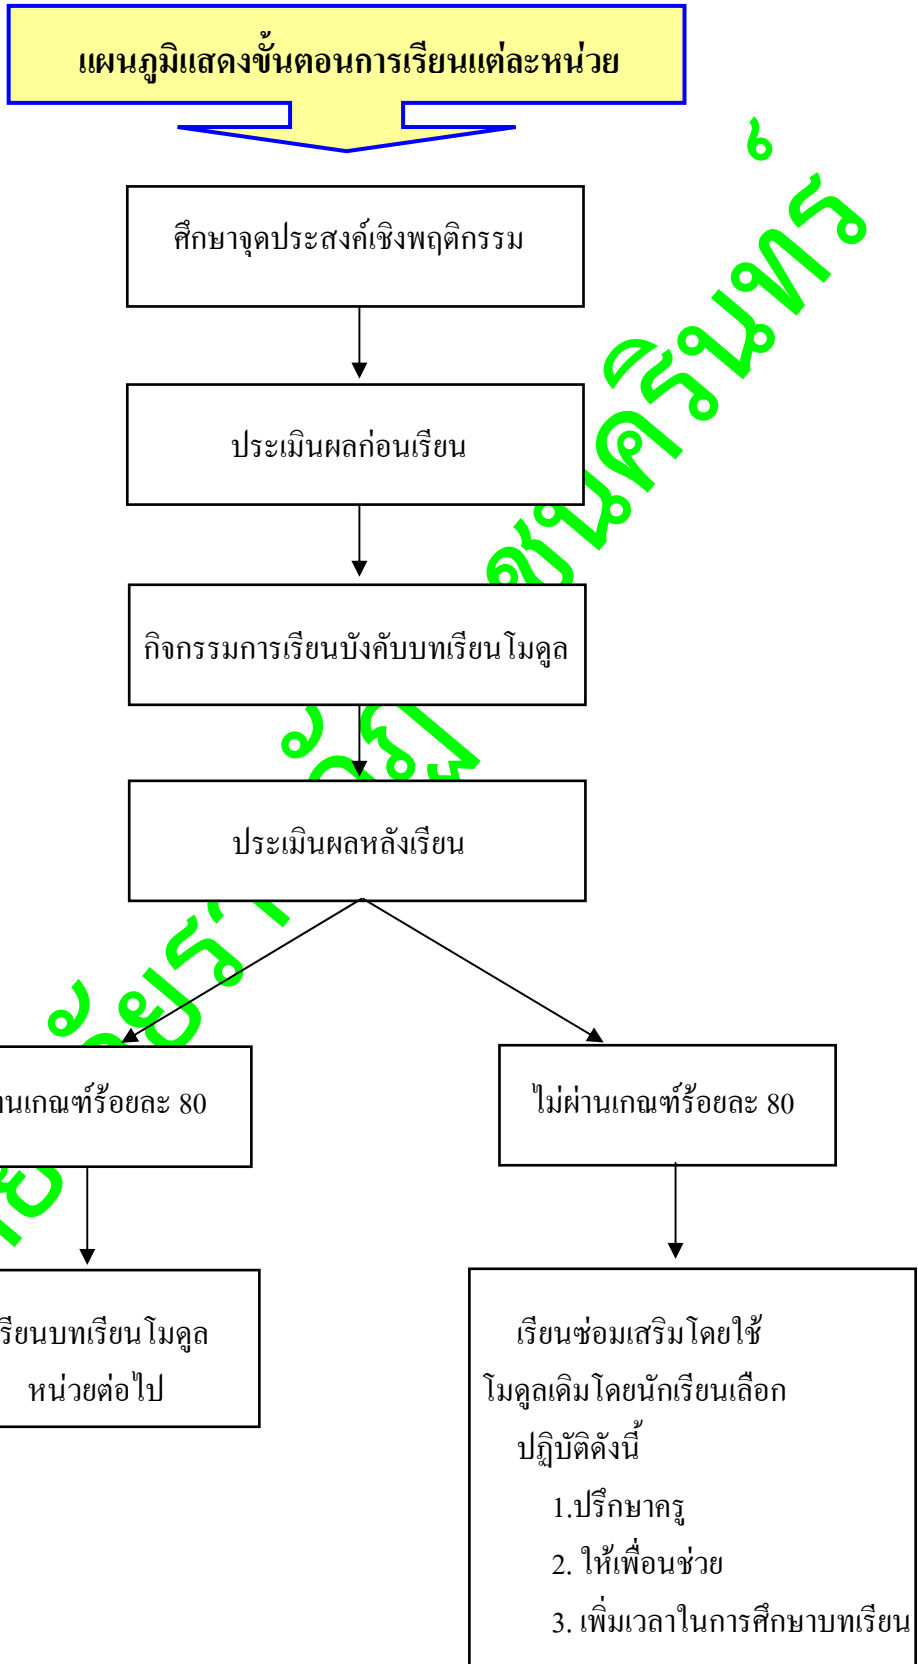 แผนภูมิแสดงขั้นตอนการเรียนแต่ละหน่วย
ศึกษาจุดประสงค์เชิงพฤติกรรม
ประเมินผลก่อนเรียน
กิจกรรมการเรียนบังคับบทเรียนโมดูล
ประเมินผลหลังเรียน
านเกณฑ์ร้อยละ 80
ไม่ผ่านเกณฑ์ร้อยละ 80
รียนบทเรียนโมดูล
หน่วยต่อไป
เรียนซ่อมเสริมโดยใช้
โมดูลเดิมโดยนักเรียนเลือก
ปฏิบัติดังนี้
1.ปรึกษาครู
2. ให้เพื่อนช่วย
3. เพิ่มเวลาในการศึกษาบทเรียน